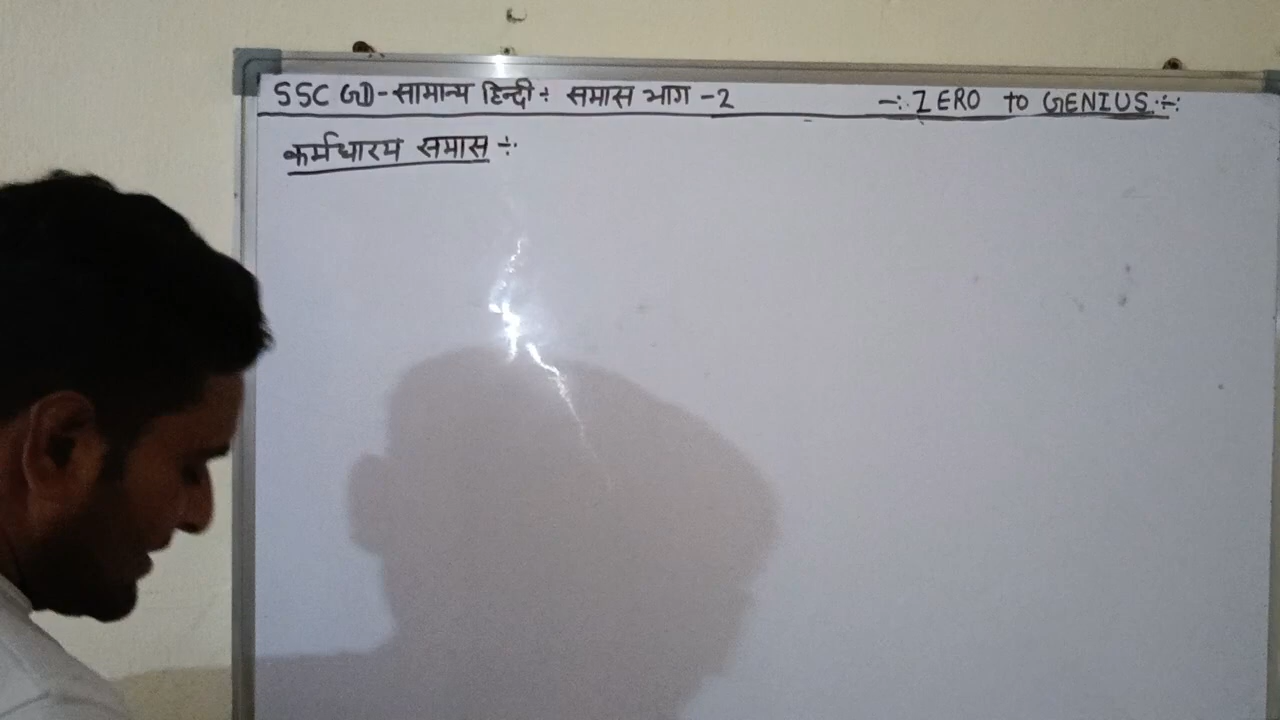 SSC GD - सामान्य हिन्दी ÷ समास भाग - 2 -:. ZERO to GENIUS .-:
कर्मधारय समास ÷